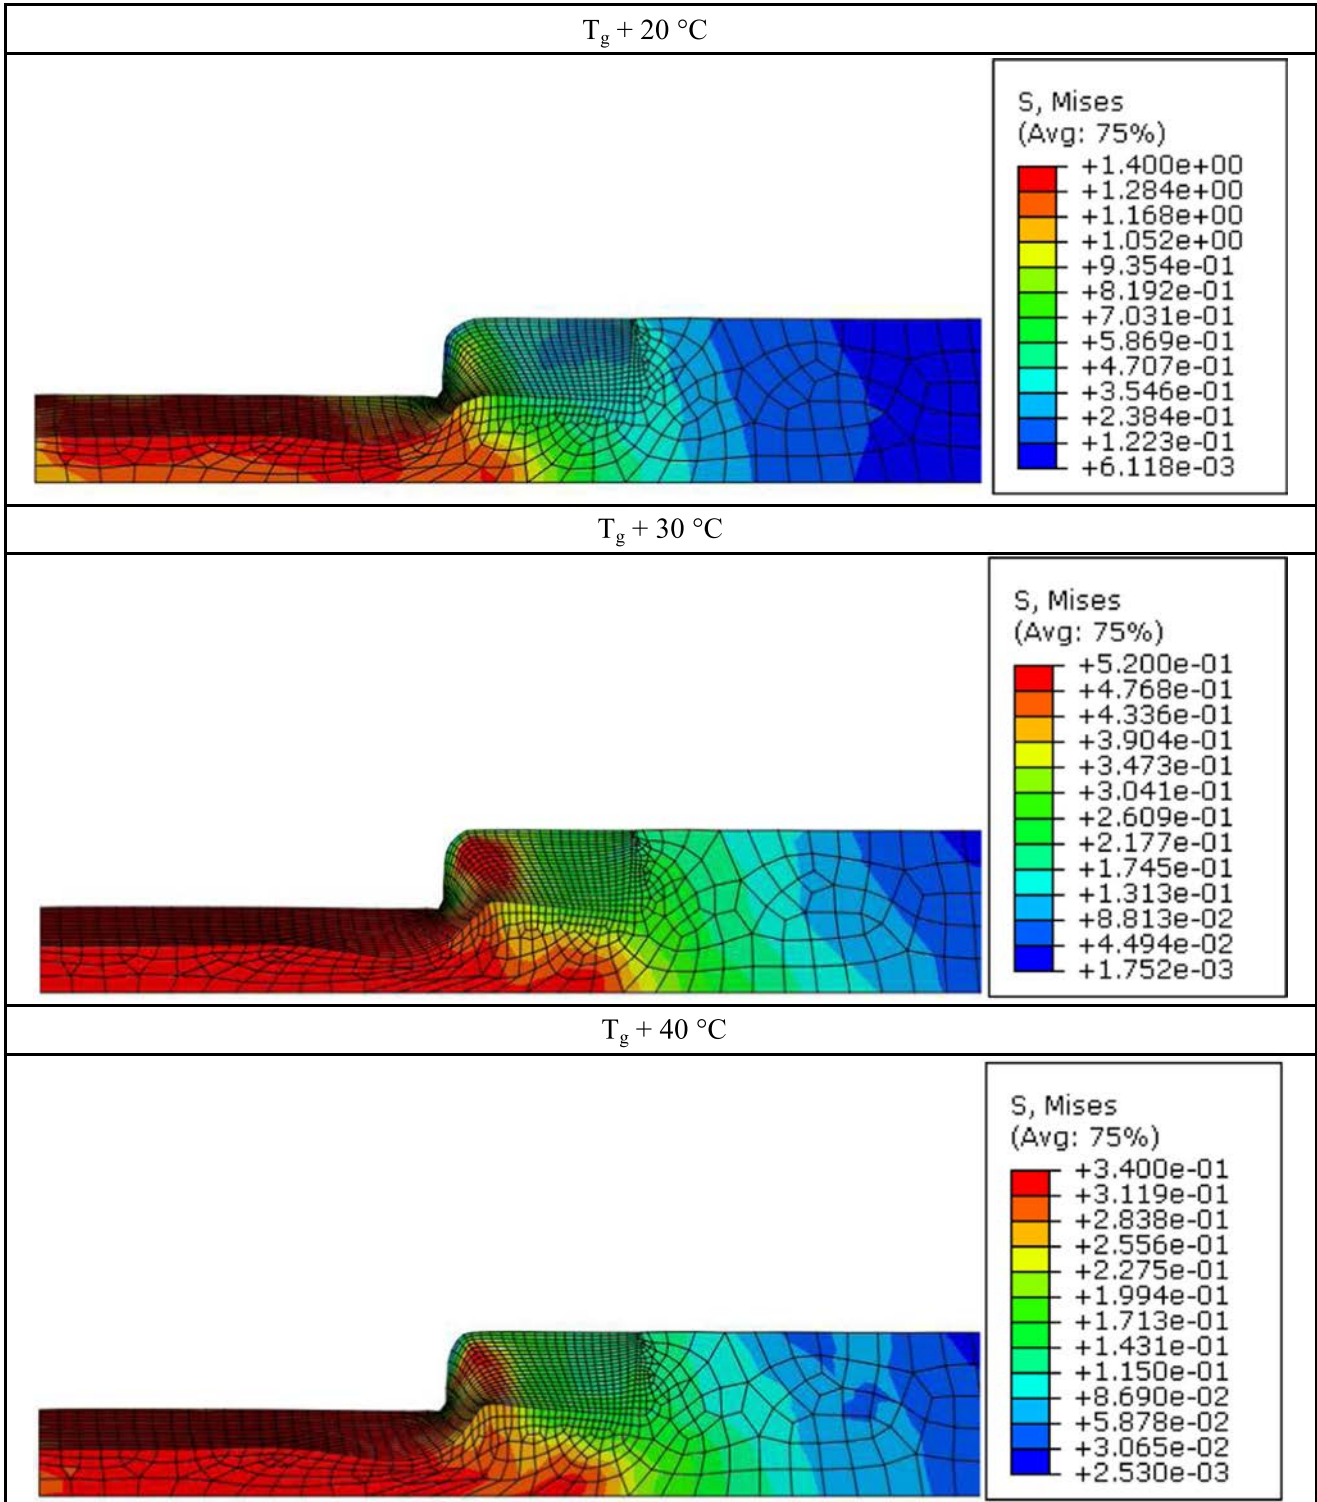 Tg + 20 °C
S, Mises
(Avg: 75%)
+1.400e+00
+1.284e+00
+1.168e+00
+1.052e+00
+9.354e-01
+8.192e-01
+7.031e-01
+5.869e-01
+4.707e-01
+3.546e-01
+2.384e-01
+1.223e-01
+6.118e-03
Tg + 30 °C
S, Mises
(Avg: 75%)
+5.200e-01
+4.768e-01
+4.336e-01
+3.904e-01
+3.473e-01
+3.041e-01
+2.609e-01
+2.177e-01
+1.745e-01
+1.313e-01
+8.813e-02
+4.494e-02
+1.752e-03
Tg + 40 °C
S, Mises
(Avg: 75%)
+3.400e-01
+3.119e-01
+2.838e-01
+2.556e-01
+2.275e-01
+1.994e-01
+1.713e-01
+1.431e-01
+1.150e-01
+8.690e-02
+5.878e-02
+3.065e-02
+2.530e-03